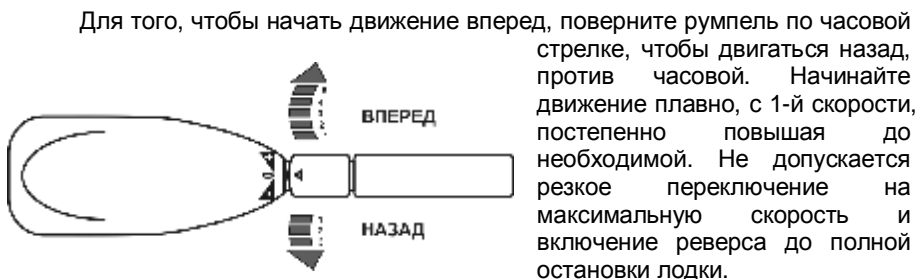 Для того, чтобы начать движение вперед, поверните румпель по часовой
стрелке, чтобы двигаться назад,
против часовой. Начинайте
движение плавно, с 1-й скорости,
постепенно повышая до
необходимой. Не допускается
резкое переключение на
максимальную скорость и
включение реверса до полной
остановки лодки.
ВПЕРЕД
0
НАЗАД